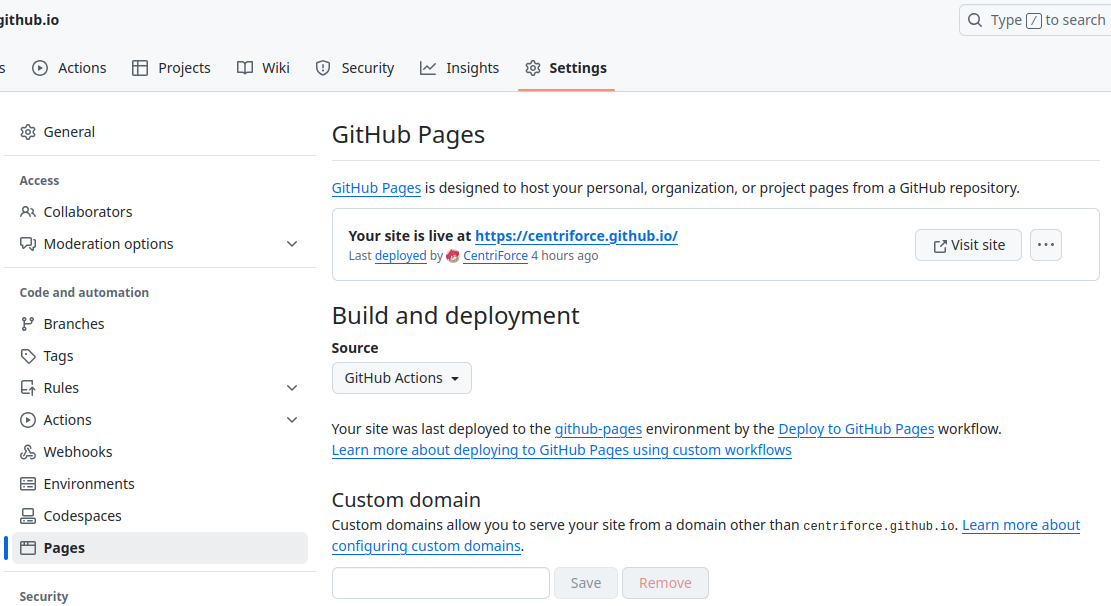 github.io
Type / to search
s
Actions
Projects
Wiki
Security
Insights
Settings
General
Access
Collaborators
Moderation options
Code and automation
Branches
Tags
Rules
Actions
Webhooks
Environments
Codespaces
Pages
Security
GitHub Pages
GitHub Pages is designed to host your personal, organization, or project pages from a GitHub repository.
Your site is live at https://centriforce.github.io/
Last deployed by CentriForce 4 hours ago
Visit site
Build and deployment
Source
GitHub Actions
Your site was last deployed to the github-pages environment by the Deploy to GitHub Pages workflow.
Learn more about deploying to GitHub Pages using custom workflows
Custom domain
Custom domains allow you to serve your site from a domain other than centriforce.github.io. Learn more about
configuring custom domains.
Save
Remove